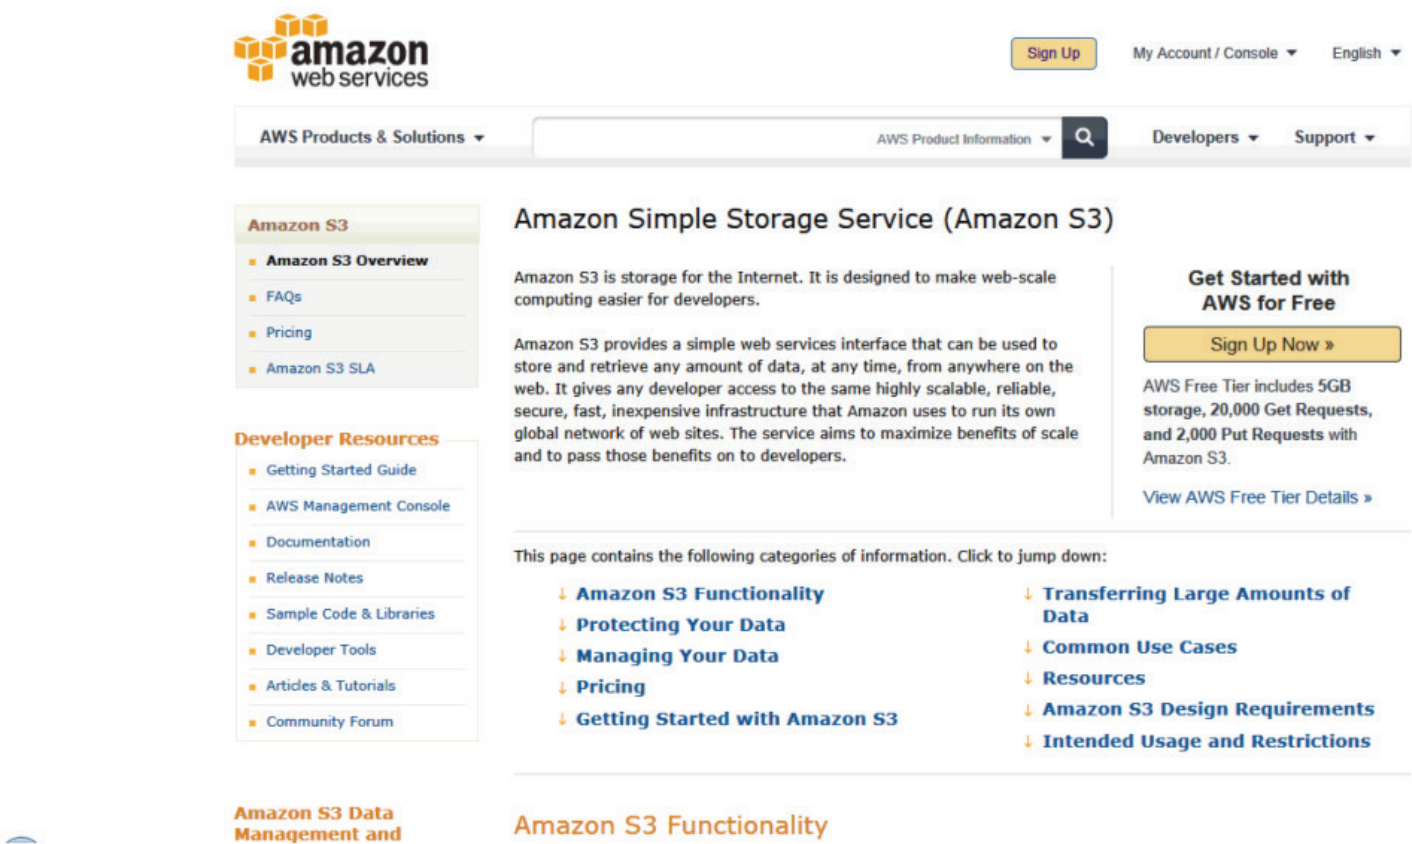 amazon
web services
Sign Up
My Account / Console
English
AWS Products & Solutions
AWS Product Information
Developers
Support
Amazon S3
Amazon S3 Overview
FAQs
Pricing
Amazon S3 SLA
Developer Resources
Getting Started Guide
AWS Management Console
Documentation
Release Notes
Sample Code & Libraries
Developer Tools
Articles & Tutorials
Community Forum
Amazon S3 Data
Management and
Amazon Simple Storage Service (Amazon S3)
Amazon S3 is storage for the Internet. It is designed to make web-scale
computing easier for developers.
Amazon S3 provides a simple web services interface that can be used to
store and retrieve any amount of data, at any time, from anywhere on the
web. It gives any developer access to the same highly scalable, reliable,
secure, fast, inexpensive infrastructure that Amazon uses to run its own
global network of web sites. The service aims to maximize benefits of scale
and to pass those benefits on to developers.
Get Started with
AWS for Free
Sign Up Now »
AWS Free Tier includes 5GB
storage, 20,000 Get Requests,
and 2,000 Put Requests with
Amazon S3.
View AWS Free Tier Details »
This page contains the following categories of information. Click to jump down:
↓ Amazon S3 Functionality
↓ Protecting Your Data
↓ Managing Your Data
↓ Pricing
↓ Getting Started with Amazon S3
↓ Transferring Large Amounts of
Data
↓ Common Use Cases
↓ Resources
↓ Amazon S3 Design Requirements
↓ Intended Usage and Restrictions
Amazon S3 Functionality